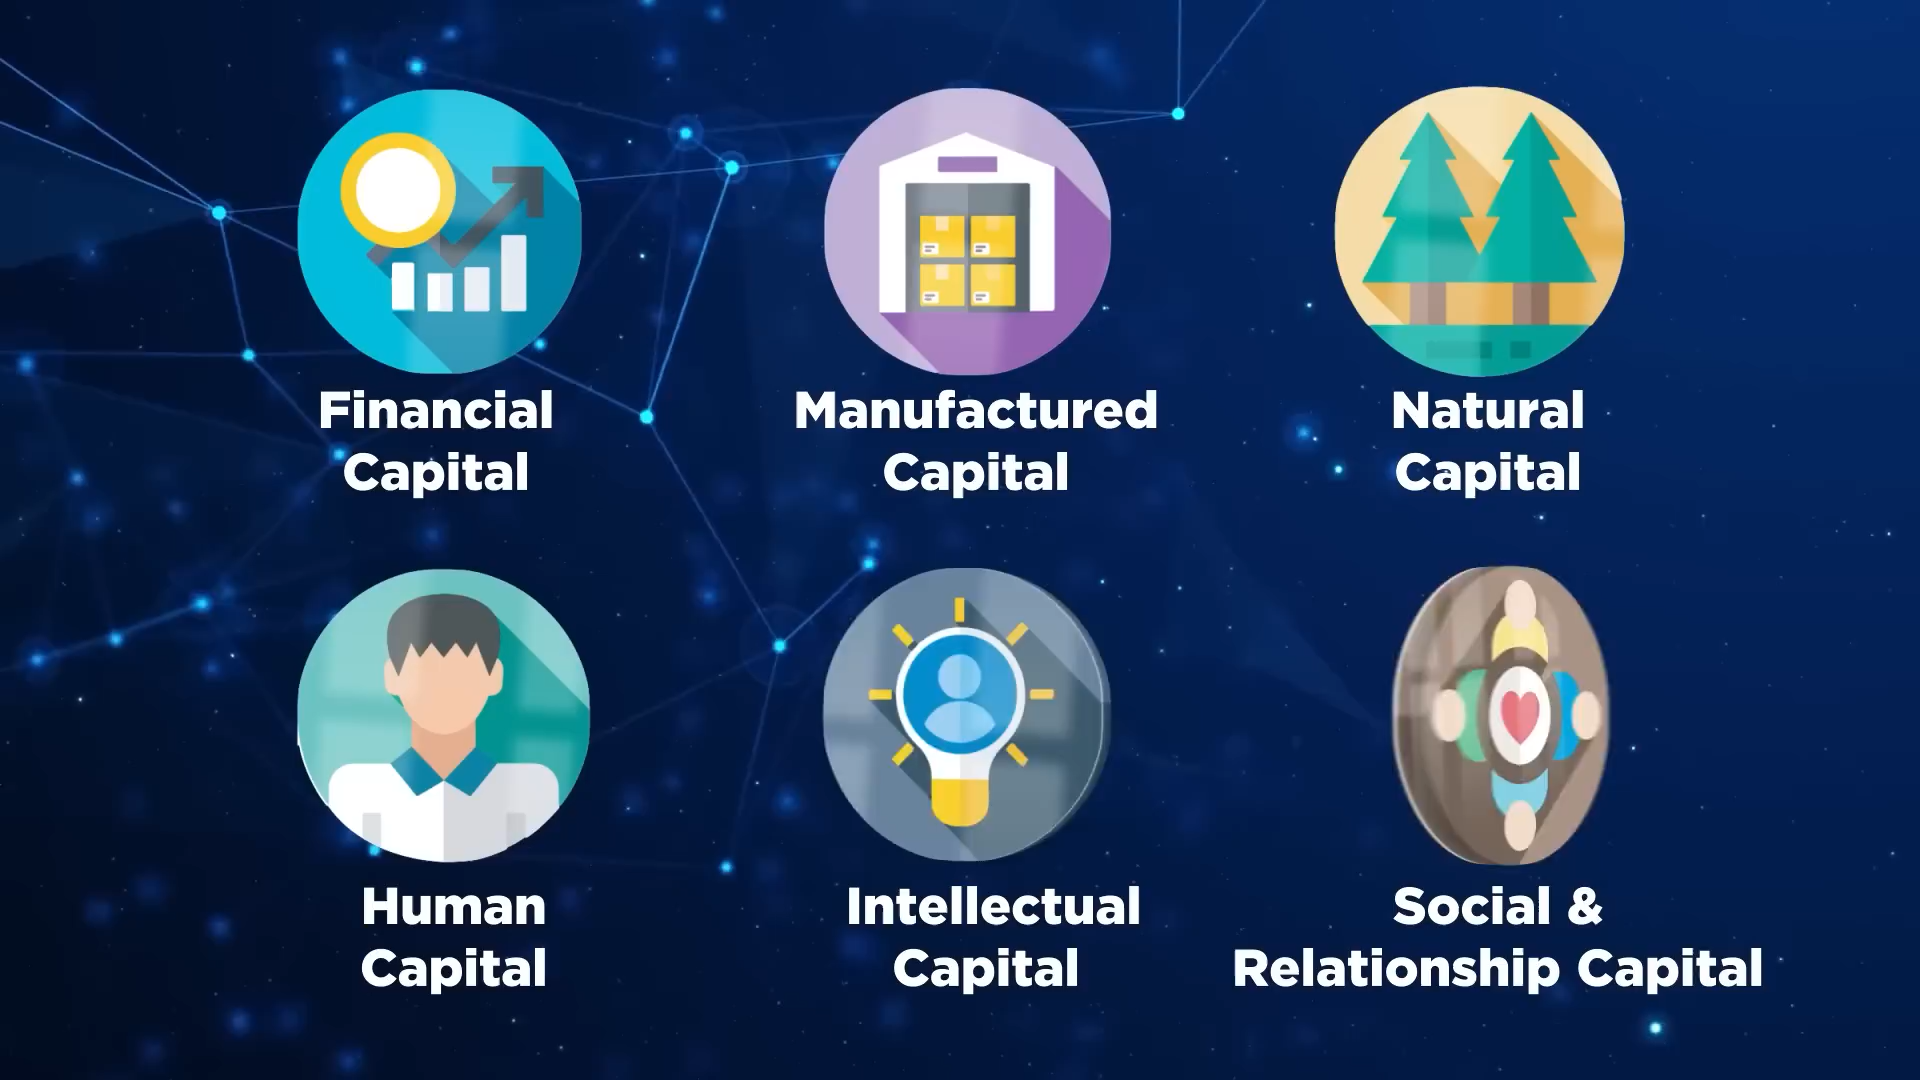 Financial
Capital
Manufactured
Capital
Natural
Capital
Human
Capital
Intellectual
Capital
Social &
Relationship Capital